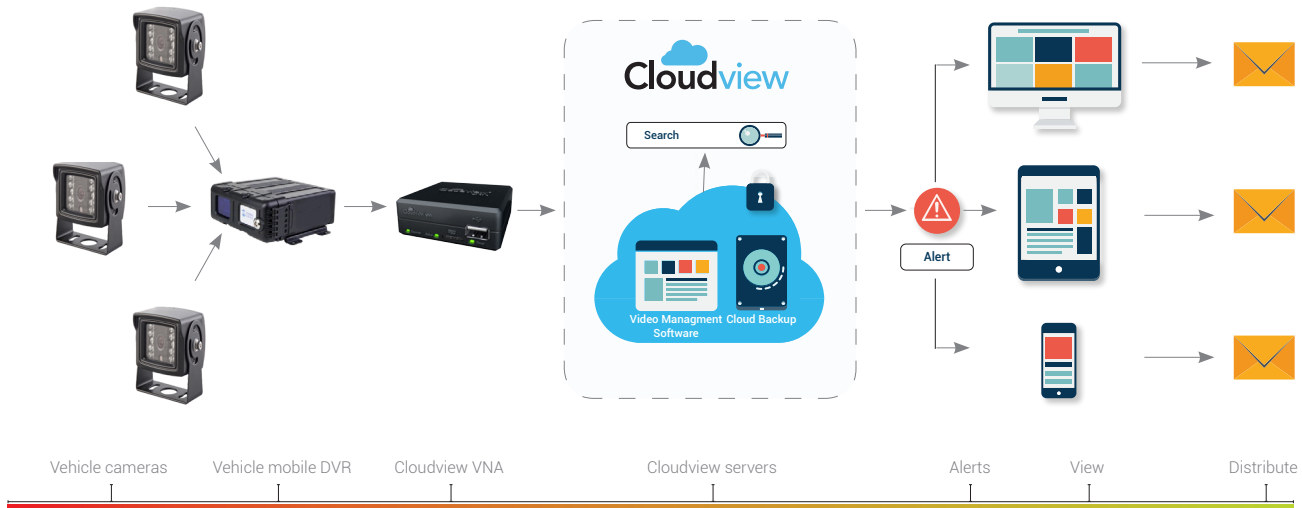 Cloudview
Search
Alert
Video Managment Cloud Backup
Software
Vehicle cameras Vehicle mobile DVR Cloudview VNA Cloudview servers Alerts View Distribute